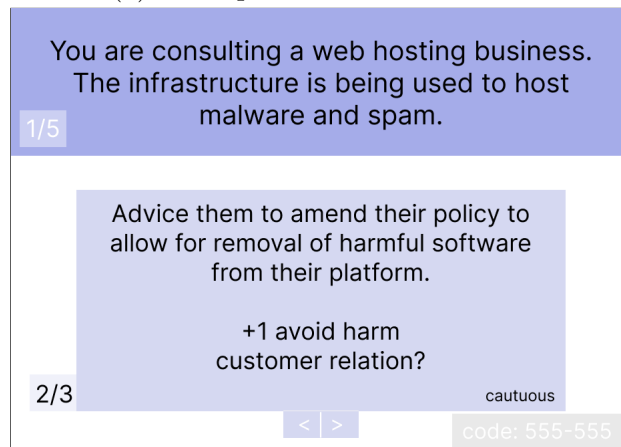 You are consulting a web hosting business.
The infrastructure is being used to host
malware and spam.
1/5
Advice them to amend their policy to
allow for removal of harmful software
from their platform.
+1 avoid harm
customer relation?
2/3
cautuous
< >
code: 555-555